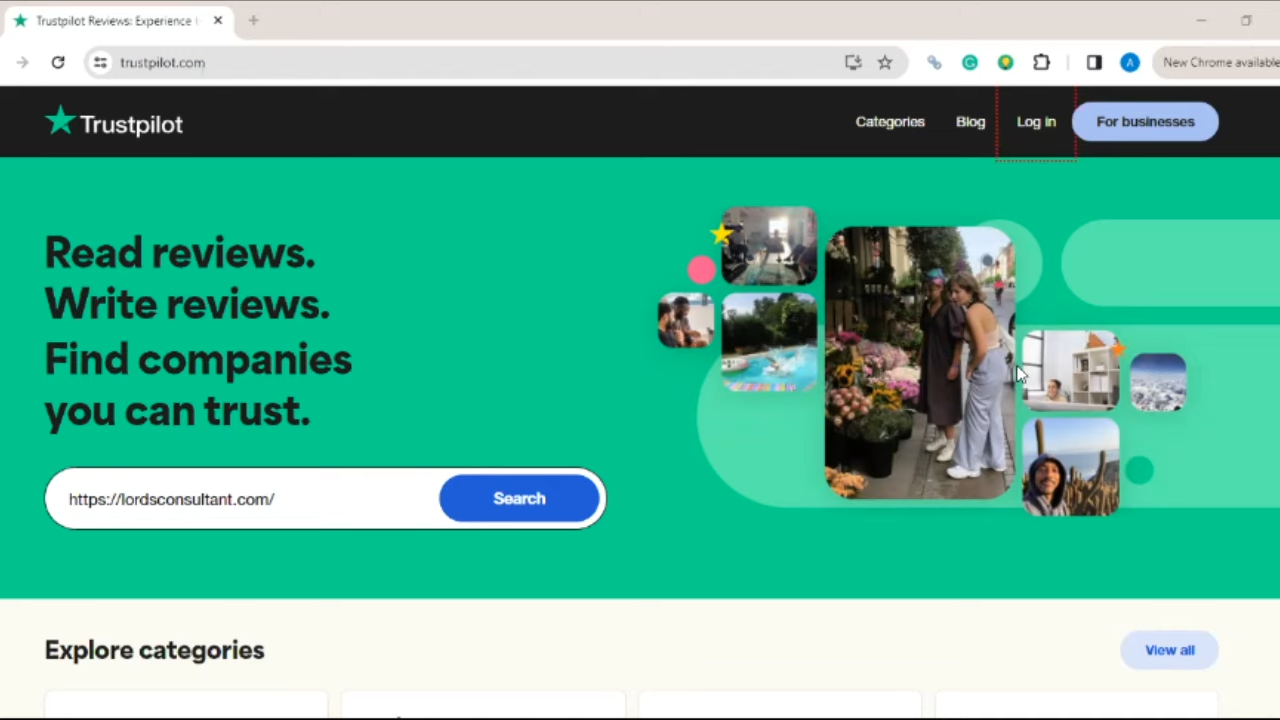 Trustpilot Reviews: Experience
trustpilot.com
New Chrome available
Trustpilot
Categories
Blog
Log in
For businesses
Read reviews.
Write reviews.
Find companies
you can trust.
https://lordsconsultant.com/
Search
Explore categories
View all